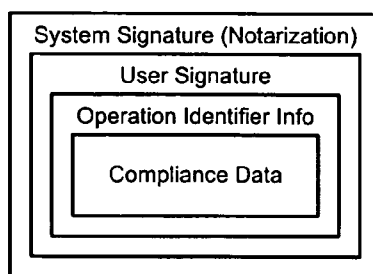 System Signature (Notarization)
User Signature
Operation Identifier Info
Compliance Data